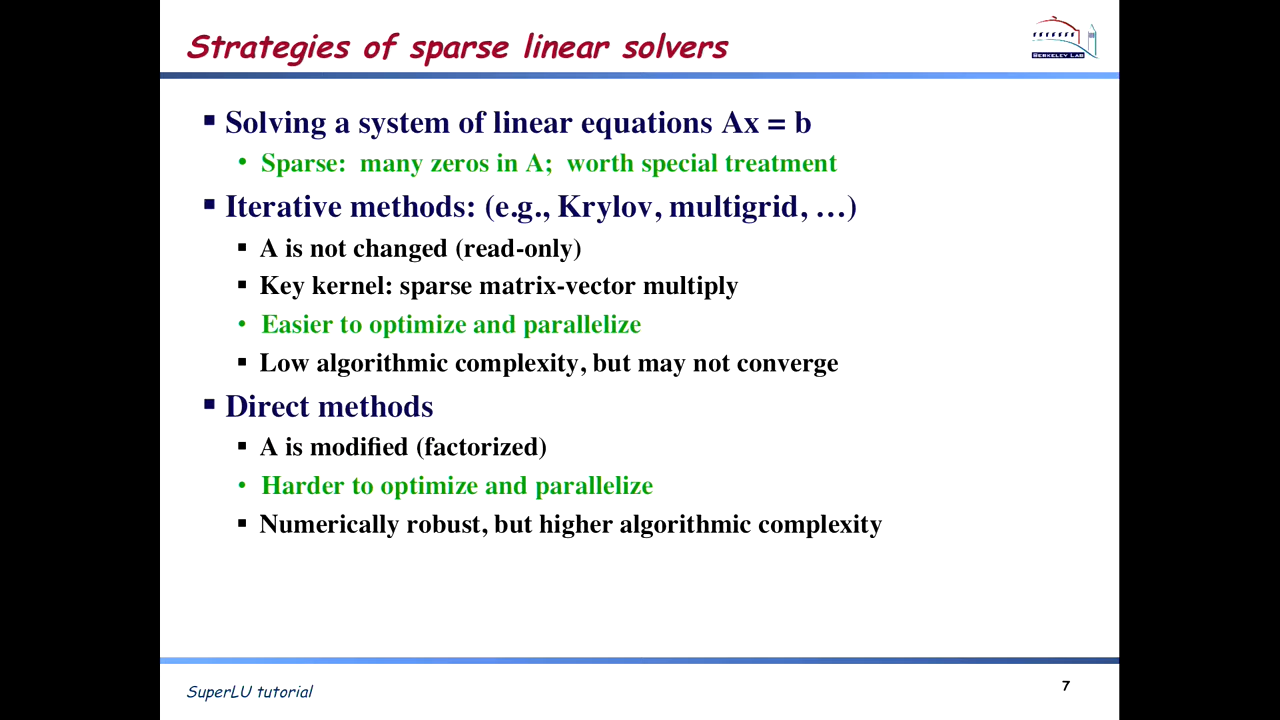 Strategies of sparse linear solvers
BERKELEY LAB
▪ Solving a system of linear equations Ax = b
• Sparse: many zeros in A; worth special treatment
▪ Iterative methods: (e.g., Krylov, multigrid, …)
▪ A is not changed (read-only)
▪ Key kernel: sparse matrix-vector multiply
• Easier to optimize and parallelize
▪ Low algorithmic complexity, but may not converge
▪ Direct methods
▪ A is modified (factorized)
• Harder to optimize and parallelize
▪ Numerically robust, but higher algorithmic complexity
SuperLU tutorial
7